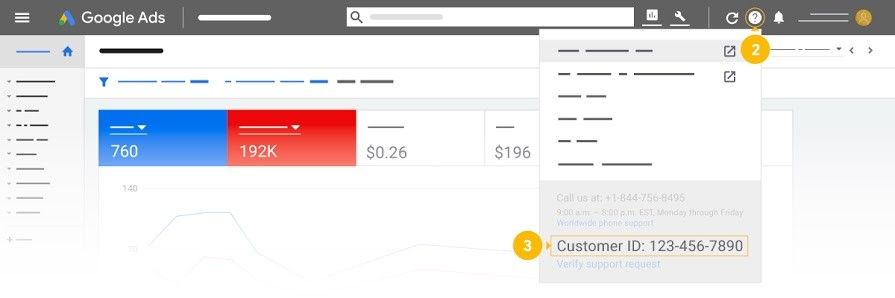 Google Ads
2
760
192K
$0.26
$196
140
70
Call us at: +1-844-756-8495
9:00 a.m. – 8:00 p.m. EST, Monday through Friday
Worldwide phone support
3
Customer ID: 123-456-7890
Verify support request